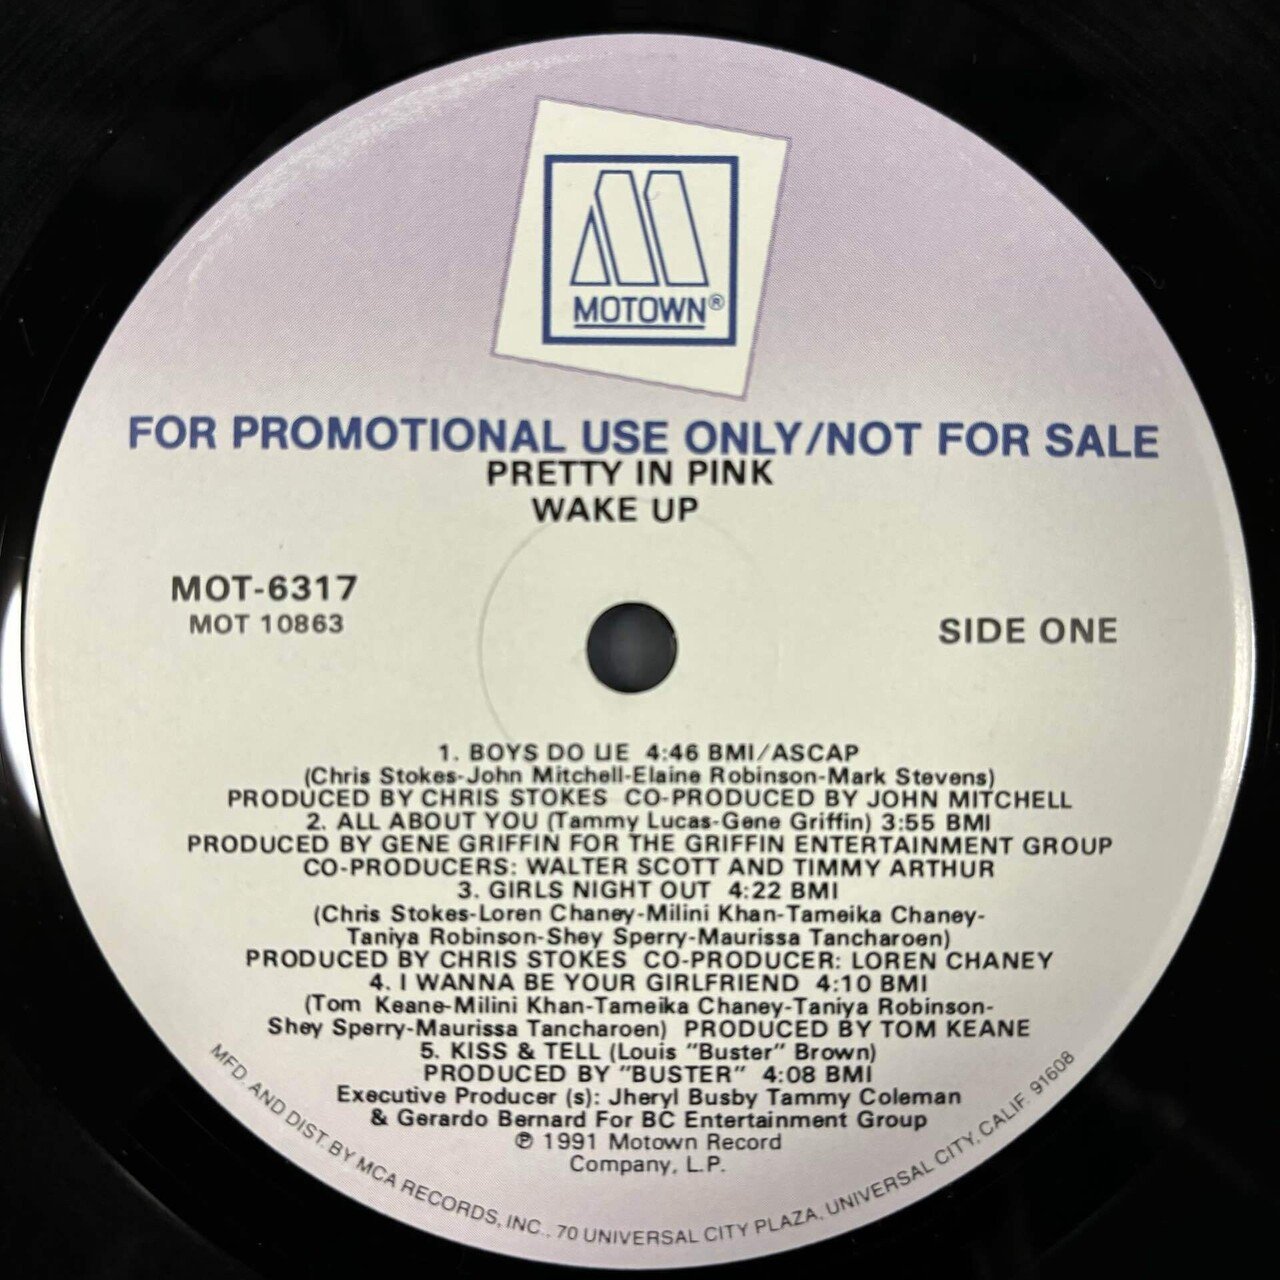 MOTOWN®
FOR PROMOTIONAL USE ONLY/NOT FOR SALE
PRETTY IN PINK
WAKE UP
MOT-6317
MOT 10863
SIDE ONE
1. BOYS DO LIE 4:46 BMI/ASCAP
(Chris Stokes-John Mitchell-Elaine Robinson-Mark Stevens)
PRODUCED BY CHRIS STOKES CO-PRODUCED BY JOHN MITCHELL
2. ALL ABOUT YOU (Tammy Lucas-Gene Griffin) 3:55 BMI
PRODUCED BY GENE GRIFFIN FOR THE GRIFFIN ENTERTAINMENT GROUP
CO-PRODUCERS: WALTER SCOTT AND TIMMY ARTHUR
3. GIRLS NIGHT OUT 4:22 BMI
(Chris Stokes-Loren Chaney-Milini Khan-Tameika Chaney-
Taniya Robinson-Shey Sperry-Maurissa Tancharoen)
PRODUCED BY CHRIS STOKES CO-PRODUCER: LOREN CHANEY
4. I WANNA BE YOUR GIRLFRIEND 4:10 BMI
(Tom Keane-Milini Khan-Tameika Chaney-Taniya Robinson-
Shey Sperry-Maurissa Tancharoen) PRODUCED BY TOM KEANE
5. KISS & TELL (Louis "Buster" Brown)
PRODUCED BY "BUSTER" 4:08 BMI
Executive Producer (s): Jheryl Busby Tammy Coleman
& Gerardo Bernard For BC Entertainment Group
℗ 1991 Motown Record
Company, L.P.
MFD. AND DIST. BY MCA RECORDS, INC., 70 UNIVERSAL CITY PLAZA, UNIVERSAL CITY, CALIF. 91608